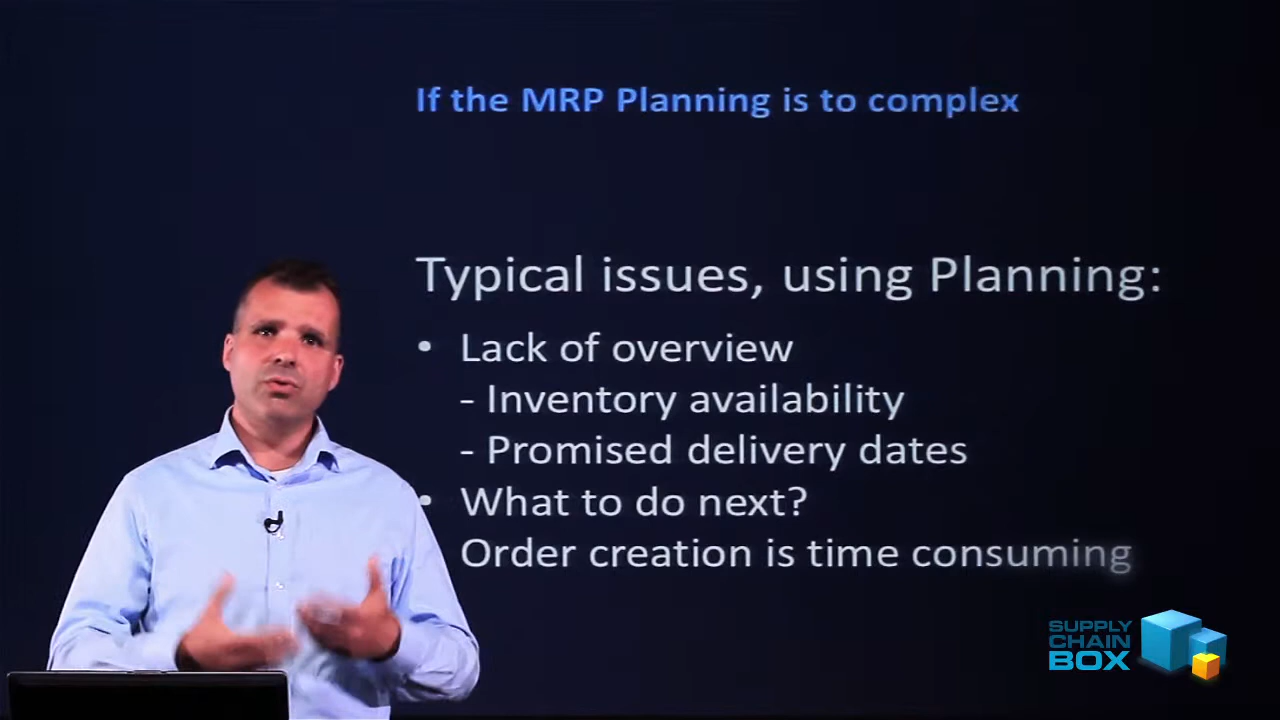 If the MRP Planning is to complex
Typical issues, using Planning:
• Lack of overview
- Inventory availability
- Promised delivery dates
• What to do next?
Order creation is time consuming
SUPPLY
CHAIN
BOX